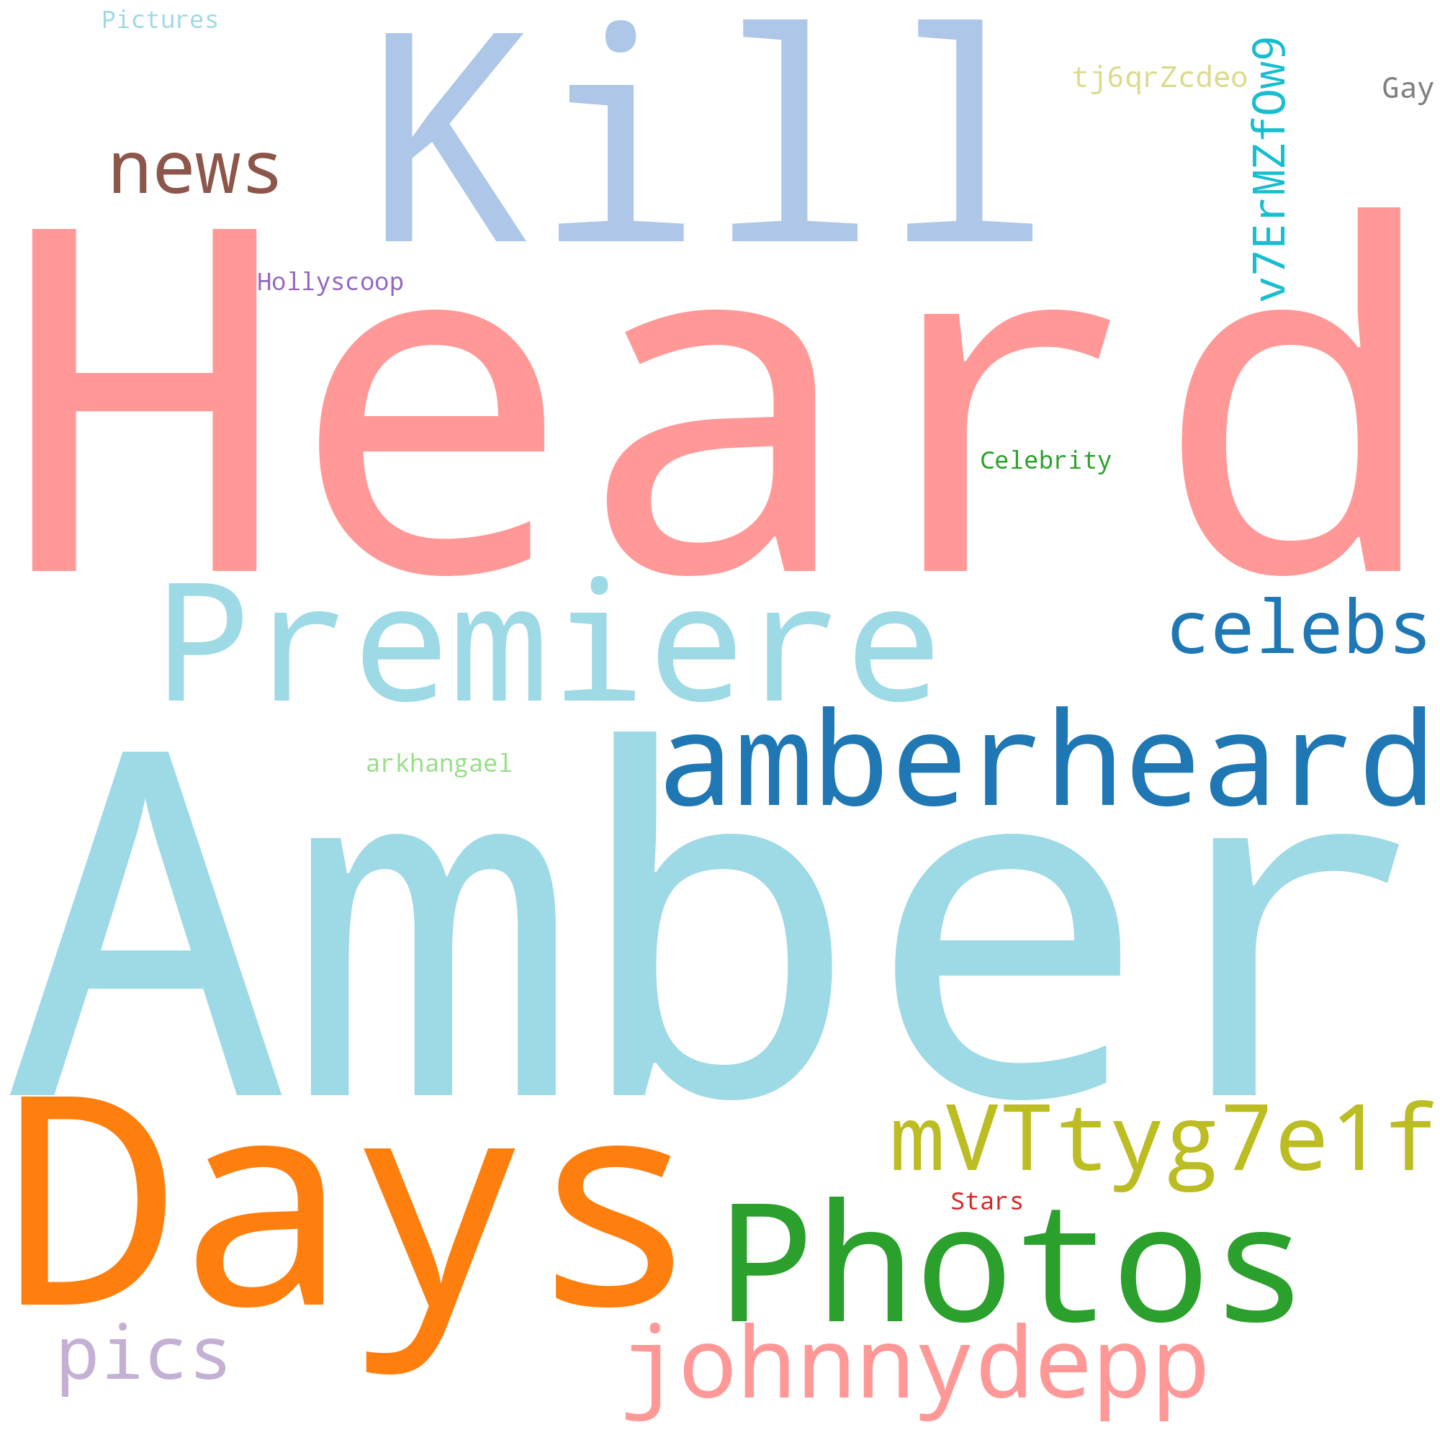 Pictures
Kill
tj6qrZcdeo
v7ErMZfOw9
Gay
news
Heard
Hollyscoop
Celebrity
Premiere
celebs
amberheard
arkhangael
Amber
Days
mVTtyg7e1f
Stars
Photos
pics
johnnydepp